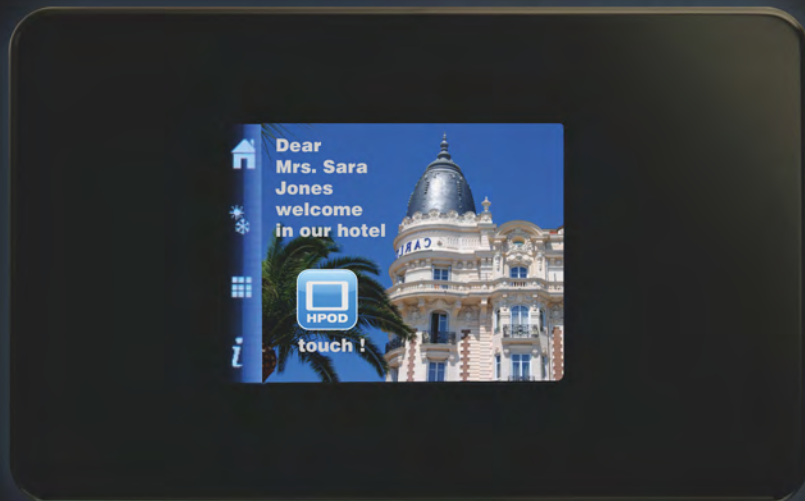 Dear
Mrs. Sara
Jones
welcome
in our hotel
HPOD
touch !
i